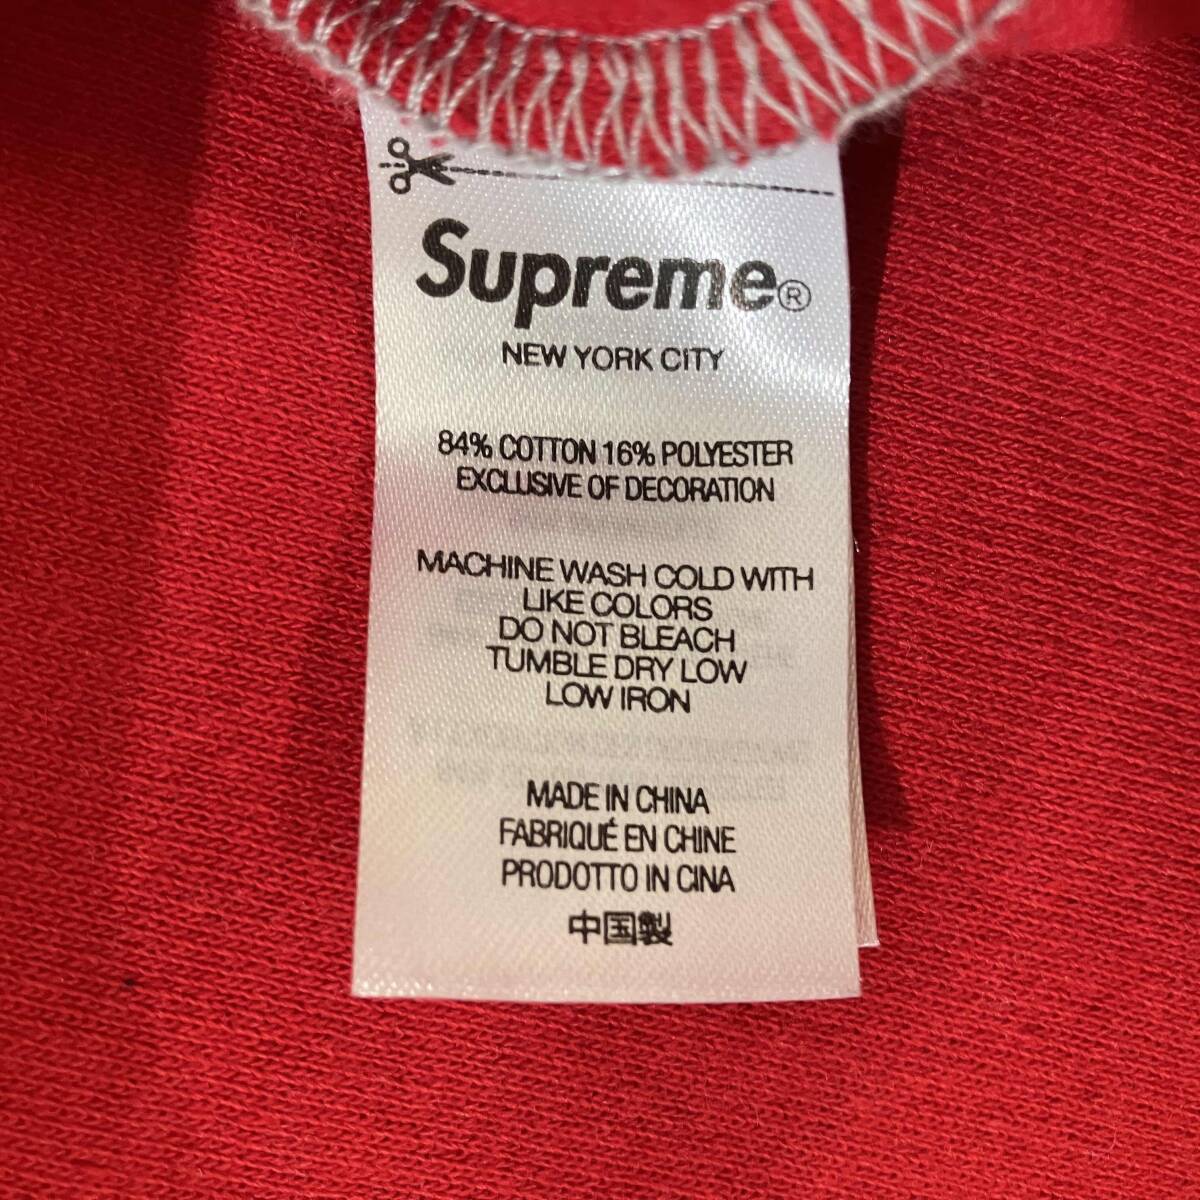 Supreme®
NEW YORK CITY
84% COTTON 16% POLYESTER
EXCLUSIVE OF DECORATION
MACHINE WASH COLD WITH
LIKE COLORS
DO NOT BLEACH
TUMBLE DRY LOW
LOW IRON
MADE IN CHINA
FABRIQUÉ EN CHINE
PRODOTTO IN CINA
中国製